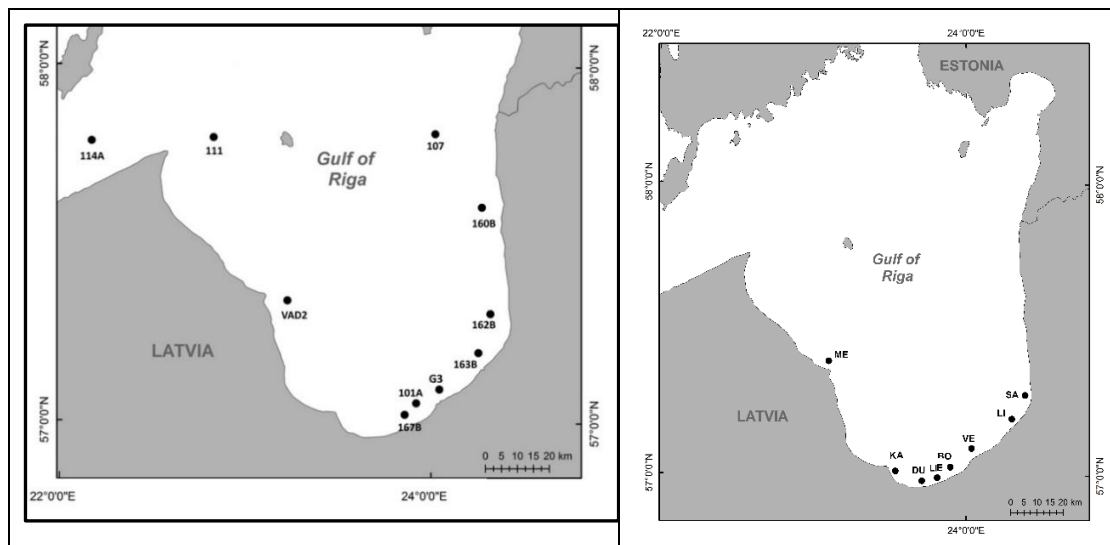 58°0'0"N
58°0'0"N
114A
111
107
Gulf of
Riga
160B
VAD2
162B
LATVIA
163B
G3
101A
167B
57°0'0"N
57°0'0"N
0 5 10 15 20 km
22°0'0"E
24°0'0"E
22°0'0"E
24°0'0"E
ESTONIA
58°0'0"N
58°0'0"N
Gulf of
Riga
ME
SA
LATVIA
LI
VE
KA
BO
DU
LIE
57°0'0"N
57°0'0"N
0 5 10 15 20 km
24°0'0"E